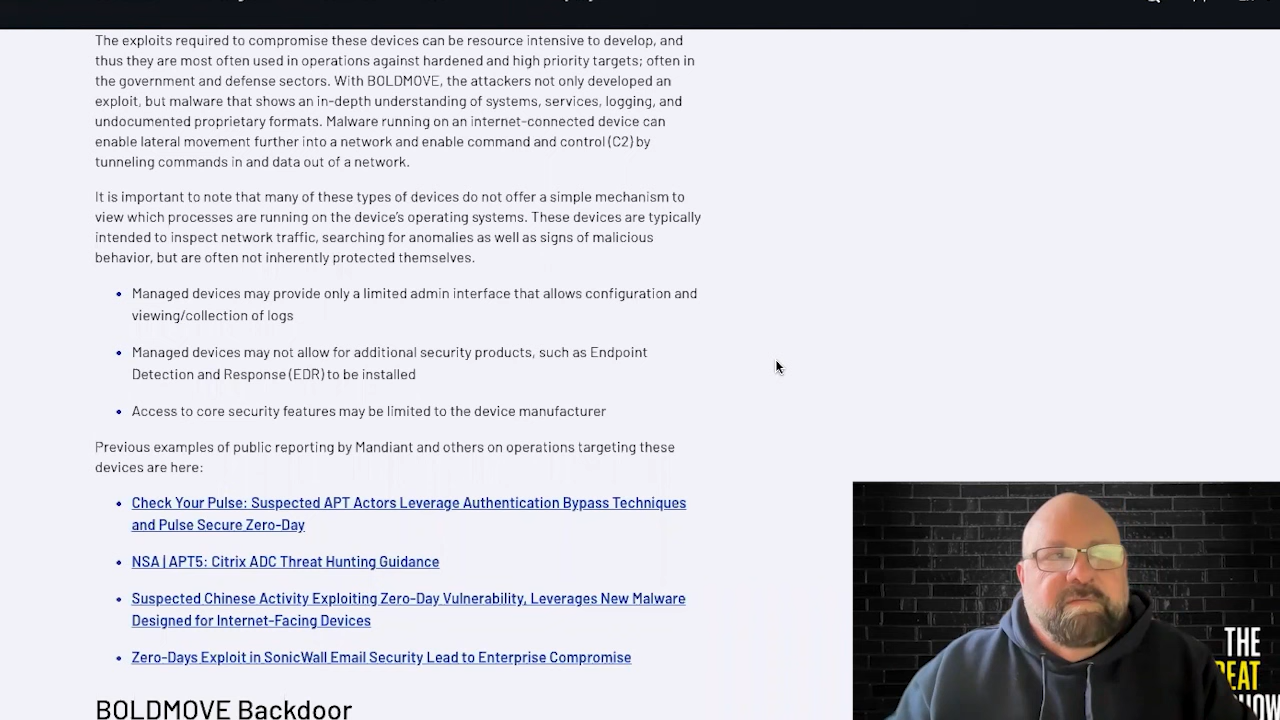 The exploits required to compromise these devices can be resource intensive to develop, and
thus they are most often used in operations against hardened and high priority targets; often in
the government and defense sectors. With BOLDMOVE, the attackers not only developed an
exploit, but malware that shows an in-depth understanding of systems, services, logging, and
undocumented proprietary formats. Malware running on an internet-connected device can
enable lateral movement further into a network and enable command and control (C2) by
tunneling commands in and data out of a network.
It is important to note that many of these types of devices do not offer a simple mechanism to
view which processes are running on the device's operating systems. These devices are typically
intended to inspect network traffic, searching for anomalies as well as signs of malicious
behavior, but are often not inherently protected themselves.
• Managed devices may provide only a limited admin interface that allows configuration and
viewing/collection of logs
• Managed devices may not allow for additional security products, such as Endpoint
Detection and Response (EDR) to be installed
• Access to core security features may be limited to the device manufacturer
Previous examples of public reporting by Mandiant and others on operations targeting these
devices are here:
• Check Your Pulse: Suspected APT Actors Leverage Authentication Bypass Techniques
and Pulse Secure Zero-Day
• NSA | APT5: Citrix ADC Threat Hunting Guidance
• Suspected Chinese Activity Exploiting Zero-Day Vulnerability, Leverages New Malware
Designed for Internet-Facing Devices
• Zero-Days Exploit in SonicWall Email Security Lead to Enterprise Compromise
BOLDMOVE Backdoor
THE